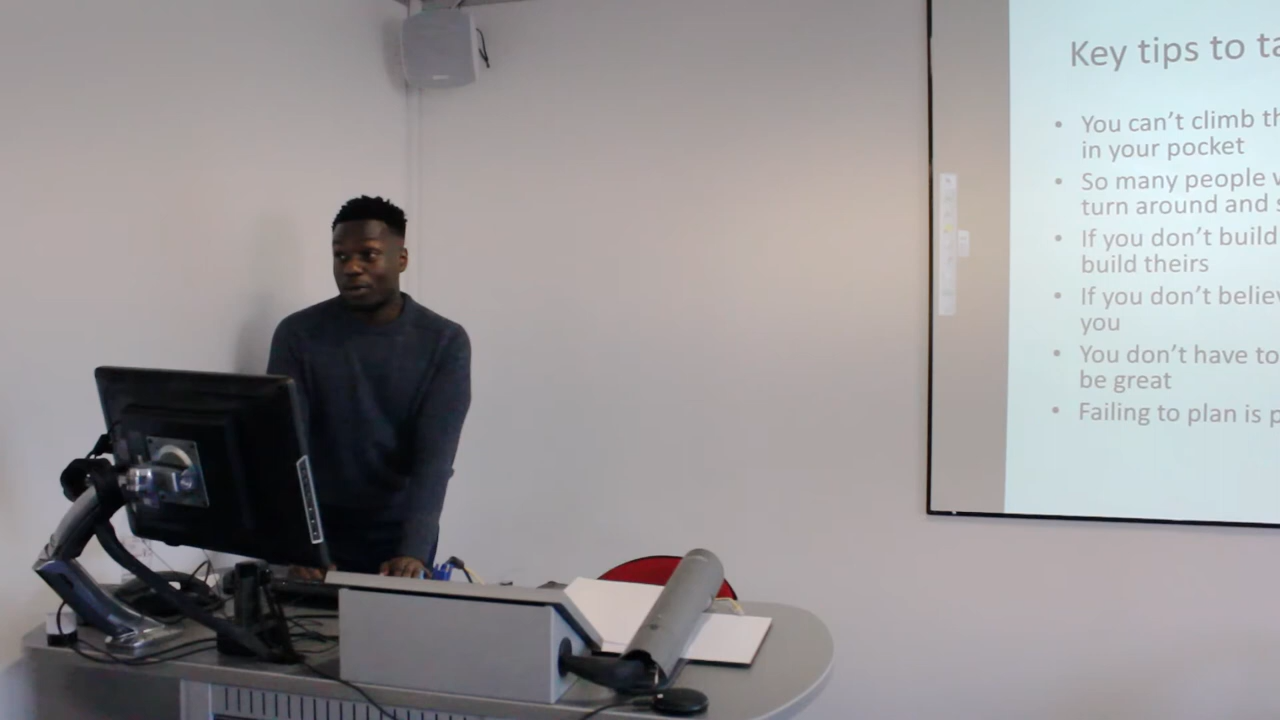 Key tips to ta
• You can't climb th
in your pocket
• So many people w
turn around and s
• If you don't build
build theirs
• If you don't believ
you
• You don't have to
be great
• Failing to plan is p